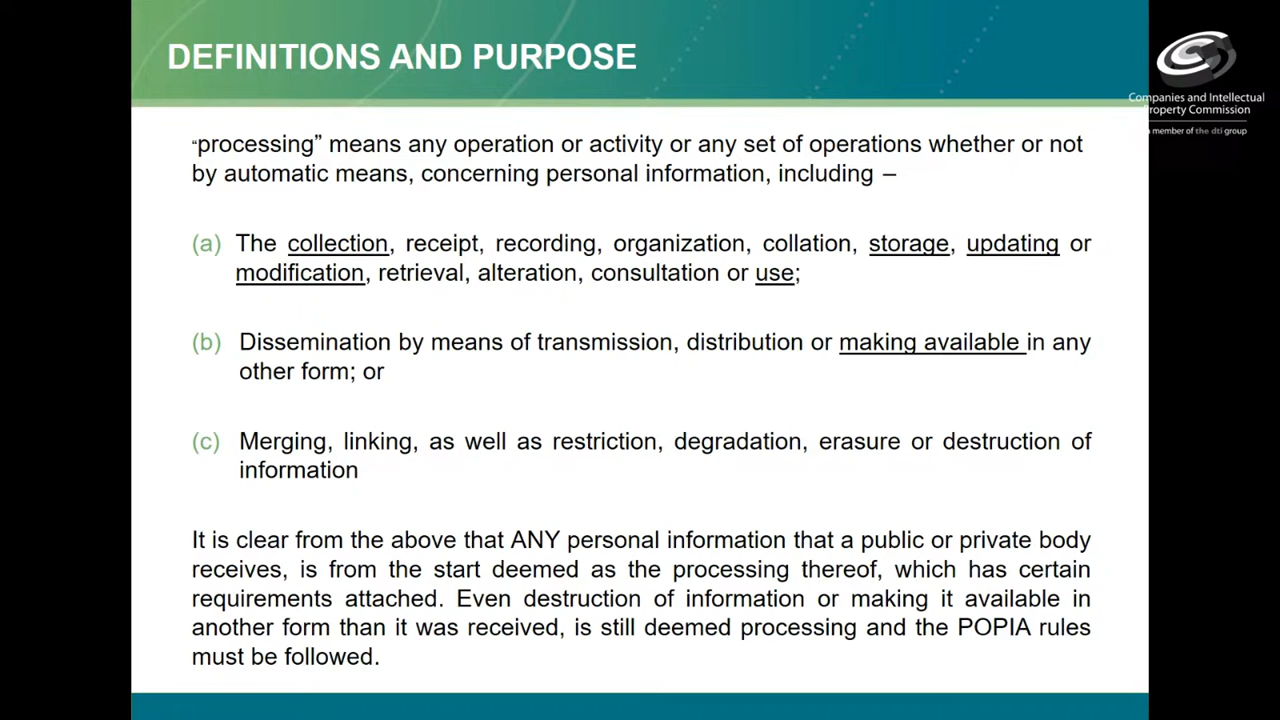 DEFINITIONS AND PURPOSE
Companies and Intellectual
Property Commission
a member of the dti group
“processing” means any operation or activity or any set of operations whether or not
by automatic means, concerning personal information, including –
(a) The collection, receipt, recording, organization, collation, storage, updating or
modification, retrieval, alteration, consultation or use;
(b) Dissemination by means of transmission, distribution or making available in any
other form; or
(c) Merging, linking, as well as restriction, degradation, erasure or destruction of
information
It is clear from the above that ANY personal information that a public or private body
receives, is from the start deemed as the processing thereof, which has certain
requirements attached. Even destruction of information or making it available in
another form than it was received, is still deemed processing and the POPIA rules
must be followed.